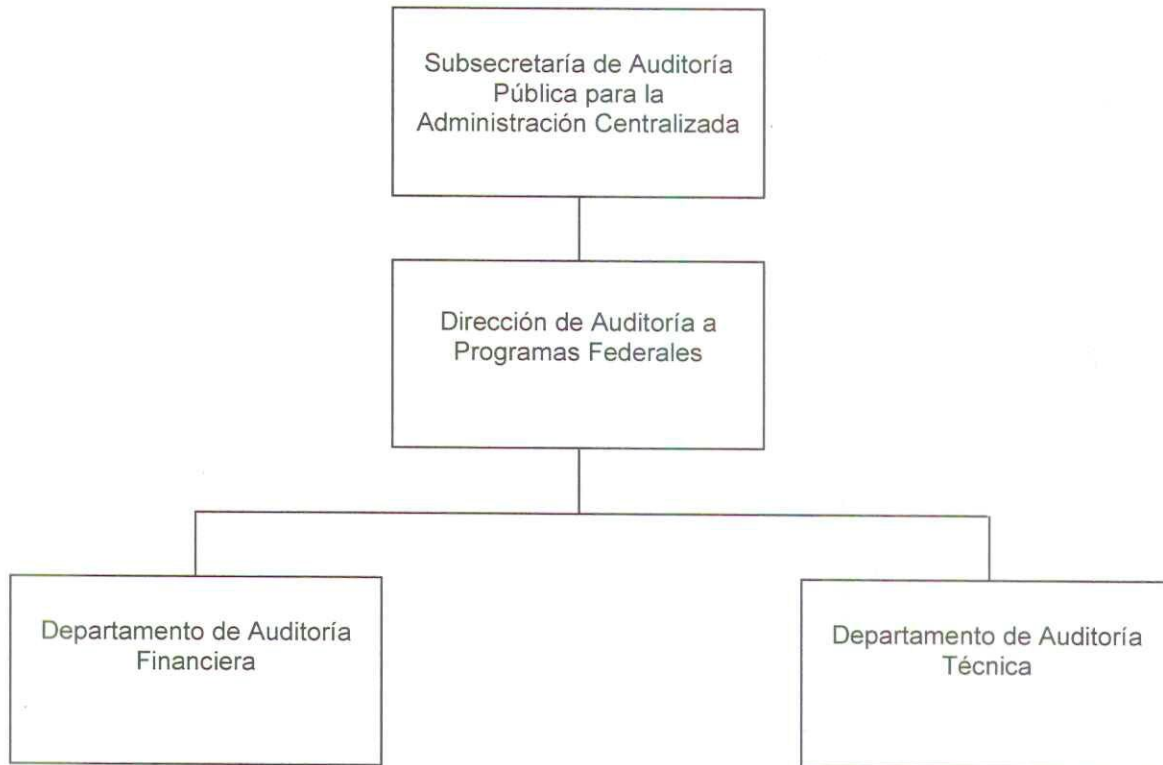 Subsecretaría de Auditoría
Pública para la
Administración Centralizada
Dirección de Auditoría a
Programas Federales
Departamento de Auditoría
Financiera
Departamento de Auditoría
Técnica